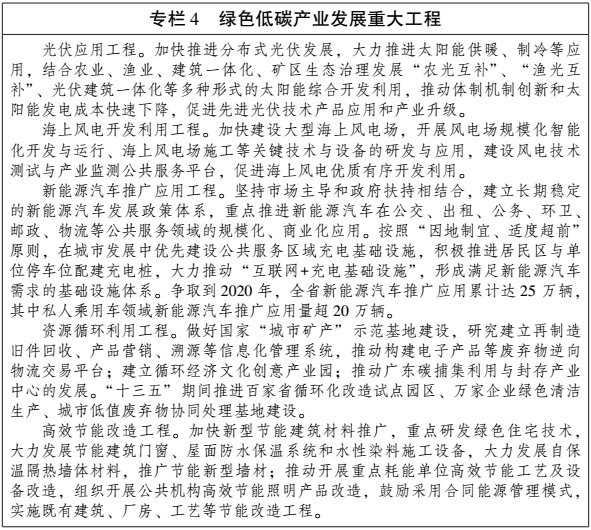 专栏4 绿色低碳产业发展重大工程
光伏应用工程。加快推进分布式光伏发展，大力推进太阳能供暖、制冷等应
用，结合农业、渔业、建筑一体化、矿区生态治理发展“农光互补”、“渔光互
补”、光伏建筑一体化等多种形式的太阳能综合开发利用，推动体制机制创新和太
阳能发电成本快速下降，促进先进光伏技术产品应用和产业升级。
海上风电开发利用工程。加快建设大型海上风电场，开展风电场规模化智能
化开发与运行、海上风电场施工等关键技术与设备的研发与应用，建设风电技术
测试与产业监测公共服务平台，促进海上风电优质有序开发利用。
新能源汽车推广应用工程。坚持市场主导和政府扶持相结合，建立长期稳定
的新能源汽车发展政策体系，重点推进新能源汽车在公交、出租、公务、环卫、
邮政、物流等公共服务领域的规模化、商业化应用。按照“因地制宜、适度超前”
原则，在城市发展中优先建设公共服务区域充电基础设施，积极推进居民区与单
位停车位配建充电桩，大力推动“互联网+充电基础设施”，形成满足新能源汽车
需求的基础设施体系。争取到2020年，全省新能源汽车推广应用累计达25万辆，
其中私人乘用车领域新能源汽车推广应用量超20万辆。
资源循环利用工程。做好国家“城市矿产”示范基地建设，研究建立再制造
旧件回收、产品营销、溯源等信息化管理系统，推动构建电子产品等废弃物逆向
物流交易平台；建立循环经济文化创意产业园；推动广东碳捕集利用与封存产业
中心的发展。“十三五”期间推进百家省循环化改造试点园区、万家企业绿色清洁
生产、城市低值废弃物协同处理基地建设。
高效节能改造工程。加快新型节能建筑材料推广，重点研发绿色住宅技术，
大力发展节能建筑门窗、屋面防水保温系统和水性染料施工设备，大力发展自保
温隔热墙体材料，推广节能新型墙材；推动开展重点耗能单位高效节能工艺及设
备改造，组织开展公共机构高效节能照明产品改造，鼓励采用合同能源管理模式，
实施既有建筑、厂房、工艺等节能改造工程。